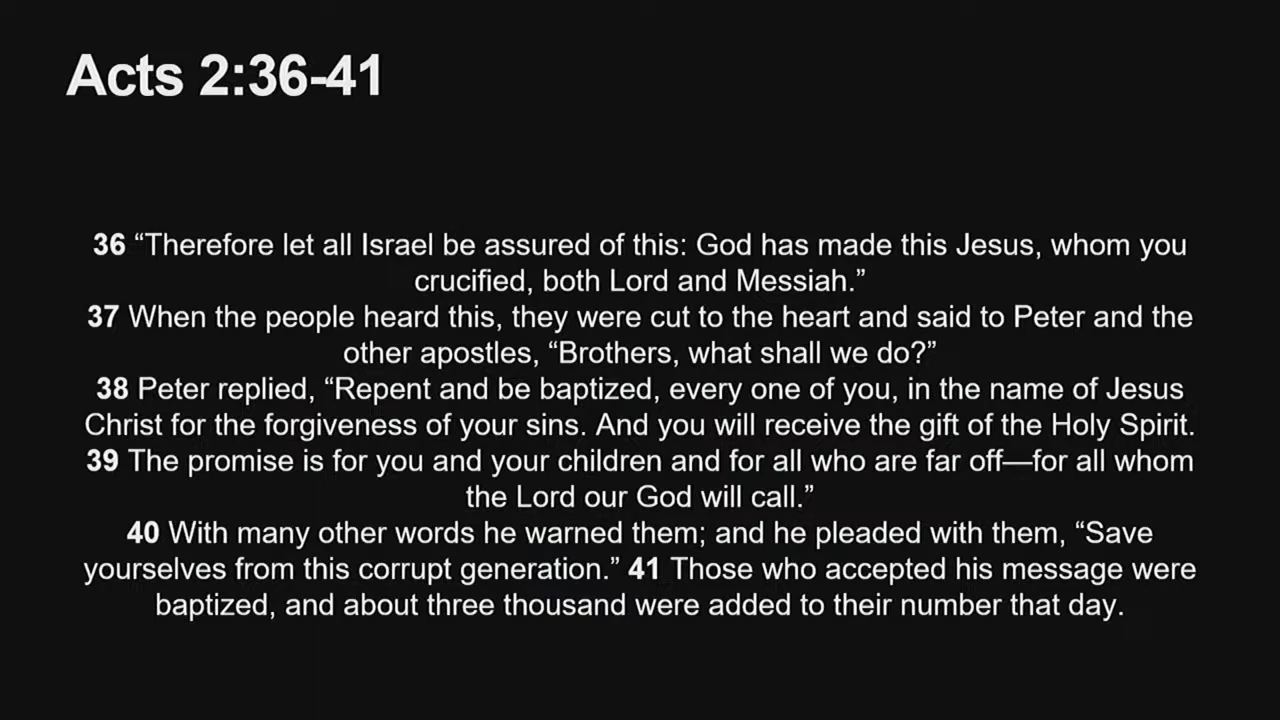 Acts 2:36-41
36 “Therefore let all Israel be assured of this: God has made this Jesus, whom you
crucified, both Lord and Messiah.”
37 When the people heard this, they were cut to the heart and said to Peter and the
other apostles, “Brothers, what shall we do?”
38 Peter replied, “Repent and be baptized, every one of you, in the name of Jesus
Christ for the forgiveness of your sins. And you will receive the gift of the Holy Spirit.
39 The promise is for you and your children and for all who are far off—for all whom
the Lord our God will call.”
40 With many other words he warned them; and he pleaded with them, “Save
yourselves from this corrupt generation.” 41 Those who accepted his message were
baptized, and about three thousand were added to their number that day.